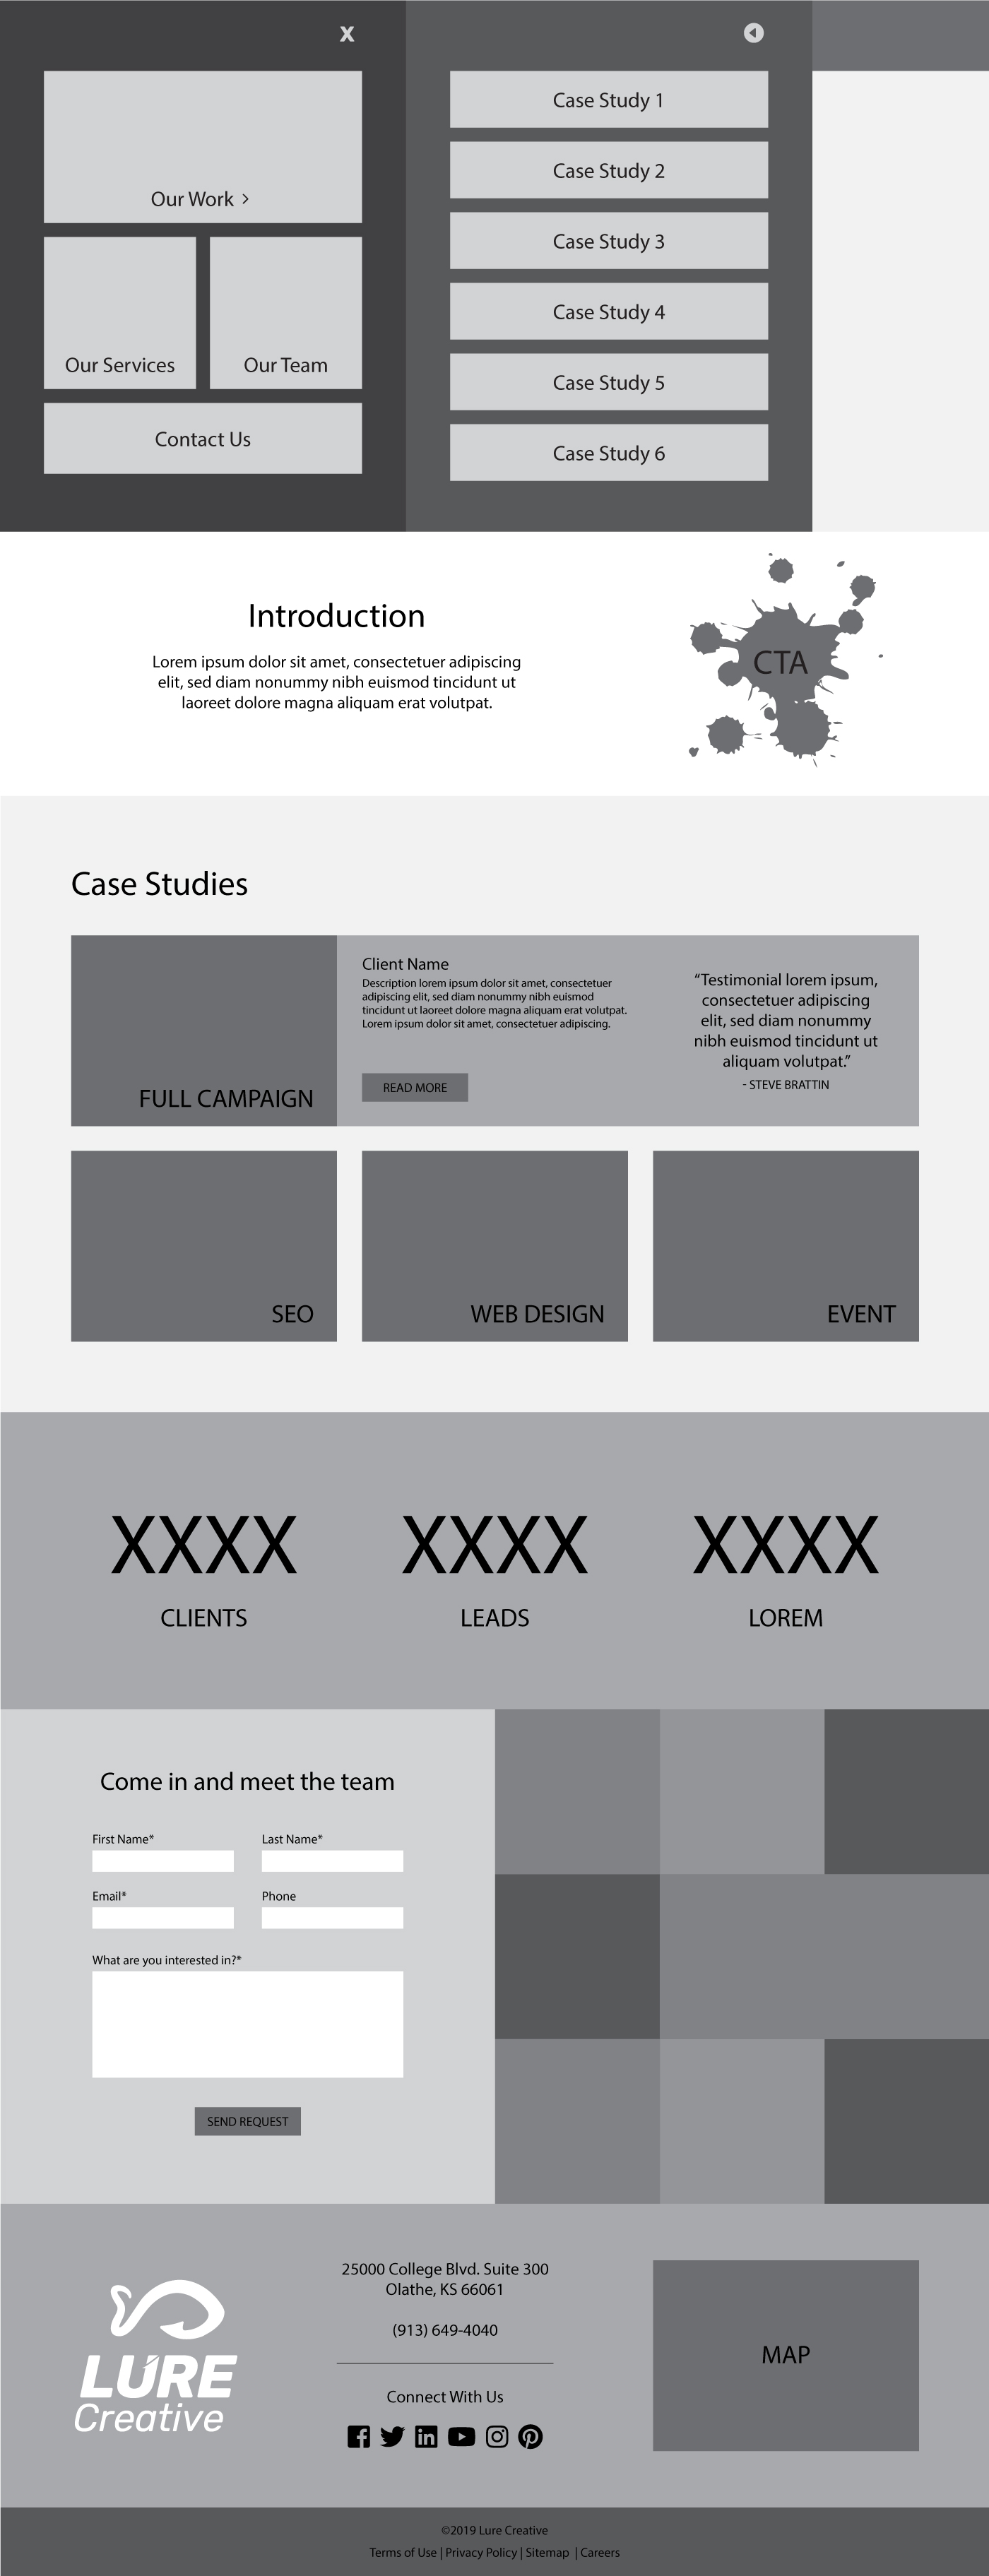 X
Our Work >
Our Services
Our Team
Contact Us
Case Study 1
Case Study 2
Case Study 3
Case Study 4
Case Study 5
Case Study 6
Introduction
Lorem ipsum dolor sit amet, consectetuer adipiscing
elit, sed diam nonummy nibh euismod tincidunt ut
laoreet dolore magna aliquam erat volutpat.
CTA
Case Studies
FULL CAMPAIGN
Client Name
Description lorem ipsum dolor sit amet, consectetuer
adipiscing elit, sed diam nonummy nibh euismod
tincidunt ut laoreet dolore magna aliquam erat volutpat.
Lorem ipsum dolor sit amet, consectetuer adipiscing.
READ MORE
“Testimonial lorem ipsum,
consectetuer adipiscing
elit, sed diam nonummy
nibh euismod tincidunt ut
aliquam volutpat.”
- STEVE BRATTIN
SEO
WEB DESIGN
EVENT
XXXX
CLIENTS
XXXX
LEADS
XXXX
LOREM
Come in and meet the team
First Name*
Last Name*
Email*
Phone
What are you interested in?*
SEND REQUEST
LURE
Creative
25000 College Blvd. Suite 300
Olathe, KS 66061
(913) 649-4040
Connect With Us
MAP
©2019 Lure Creative
Terms of Use | Privacy Policy | Sitemap | Careers